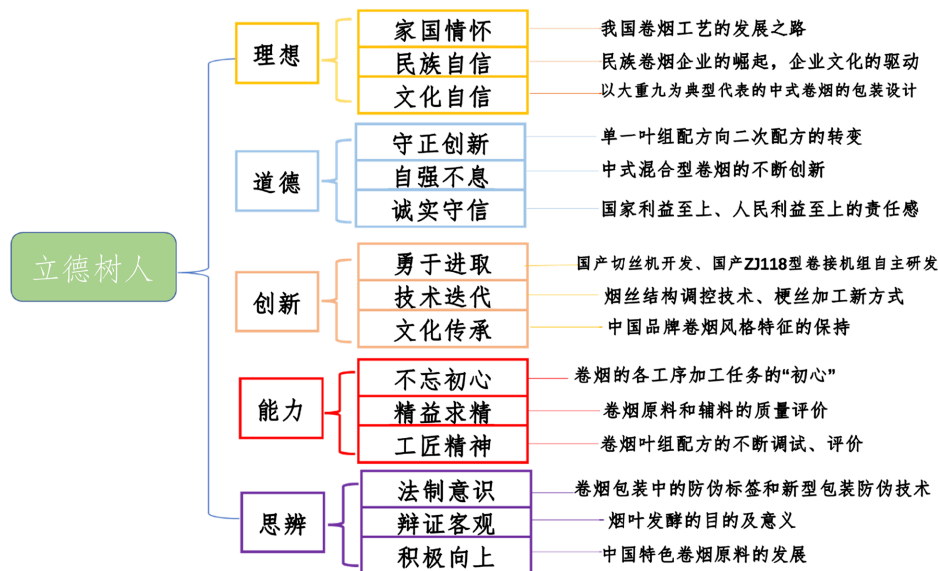 立德树人
理想
家国情怀
我国卷烟工艺的发展之路
民族自信
民族卷烟企业的崛起，企业文化的驱动
文化自信
以大重九为典型代表的中式卷烟的包装设计
道德
守正创新
单一叶组配方向二次配方的转变
自强不息
中式混合型卷烟的不断创新
诚实守信
国家利益至上、人民利益至上的责任感
创新
勇于进取
国产切丝机开发、国产ZJ118型卷接机组自主研发
技术迭代
烟丝结构调控技术、梗丝加工新方式
文化传承
中国品牌卷烟风格特征的保持
能力
不忘初心
卷烟的各工序加工任务的“初心”
精益求精
卷烟原料和辅料的质量评价
工匠精神
卷烟叶组配方的不断调试、评价
思辨
法制意识
卷烟包装中的防伪标签和新型包装防伪技术
辩证客观
烟叶发酵的目的及意义
积极向上
中国特色卷烟原料的发展